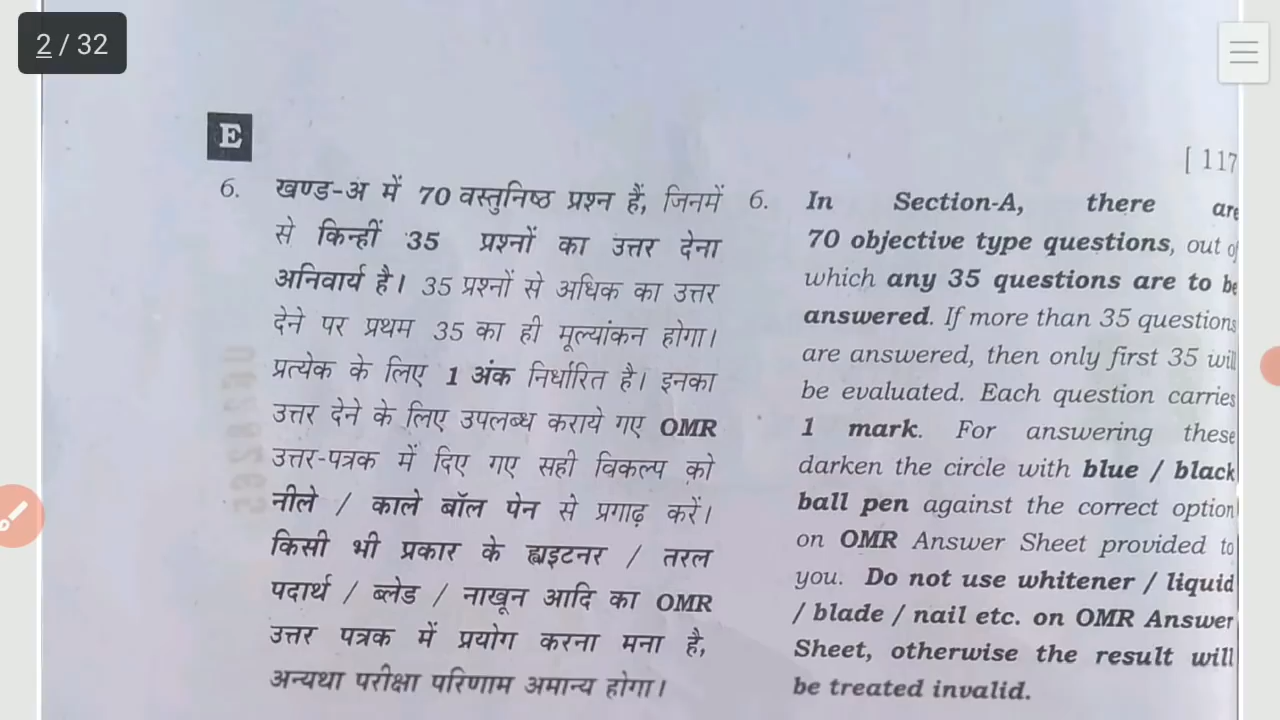 2 / 32
E
[ 117
6. खण्ड-अ में 70 वस्तुनिष्ठ प्रश्न हैं, जिनमें
से किन्हीं 35 प्रश्नों का उत्तर देना
अनिवार्य है। 35 प्रश्नों से अधिक का उत्तर
देने पर प्रथम 35 का ही मूल्यांकन होगा।
प्रत्येक के लिए 1 अंक निर्धारित है। इनका
उत्तर देने के लिए उपलब्ध कराये गए OMR
उत्तर-पत्रक में दिए गए सही विकल्प को
नीले / काले बॉल पेन से प्रगाढ़ करें।
किसी भी प्रकार के ह्वाइटनर / तरल
पदार्थ / ब्लेड / नाखून आदि का OMR
उत्तर पत्रक में प्रयोग करना मना है,
अन्यथा परीक्षा परिणाम अमान्य होगा।
6. In Section-A, there are
70 objective type questions, out of
which any 35 questions are to be
answered. If more than 35 questions
are answered, then only first 35 will
be evaluated. Each question carries
1 mark. For answering these
darken the circle with blue / black
ball pen against the correct option
on OMR Answer Sheet provided to
you. Do not use whitener / liquid
/ blade / nail etc. on OMR Answer
Sheet, otherwise the result will
be treated invalid.